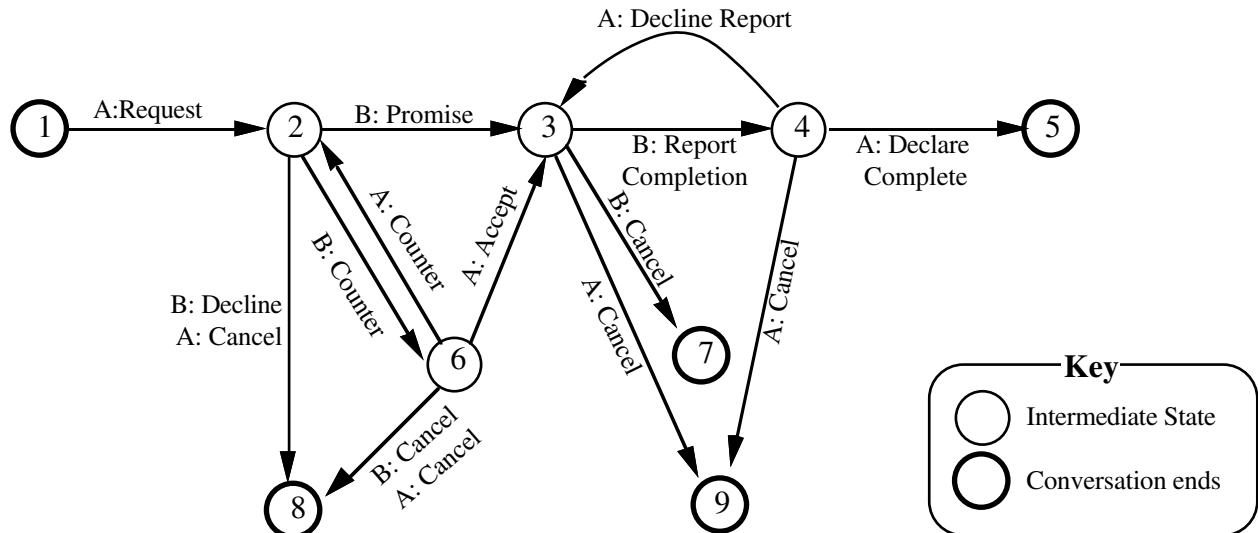 A: Decline Report
A:Request
B: Promise
1
2
3
4
5
B: Report
Completion
A: Declare
Complete
A: Counter
B: Counter
A: Accept
B: Cancel
A: Cancel
A: Cancel
B: Decline
A: Cancel
6
7
B: Cancel
A: Cancel
8
9
Key
Intermediate State
Conversation ends